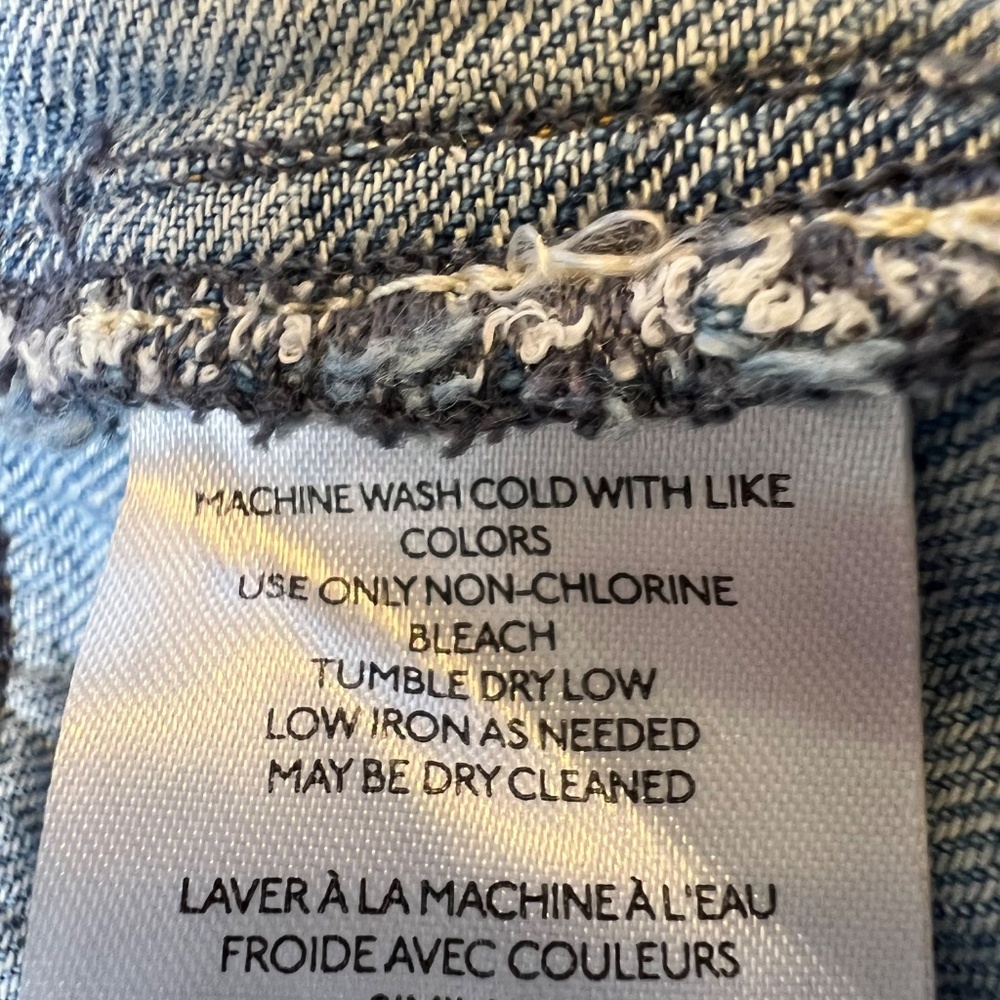 MACHINE WASH COLD WITH LIKE
COLORS
USE ONLY NON-CHLORINE
BLEACH
TUMBLE DRY LOW
LOW IRON AS NEEDED
MAY BE DRY CLEANED
LAVER À LA MACHINE À L'EAU
FROIDE AVEC COULEURS